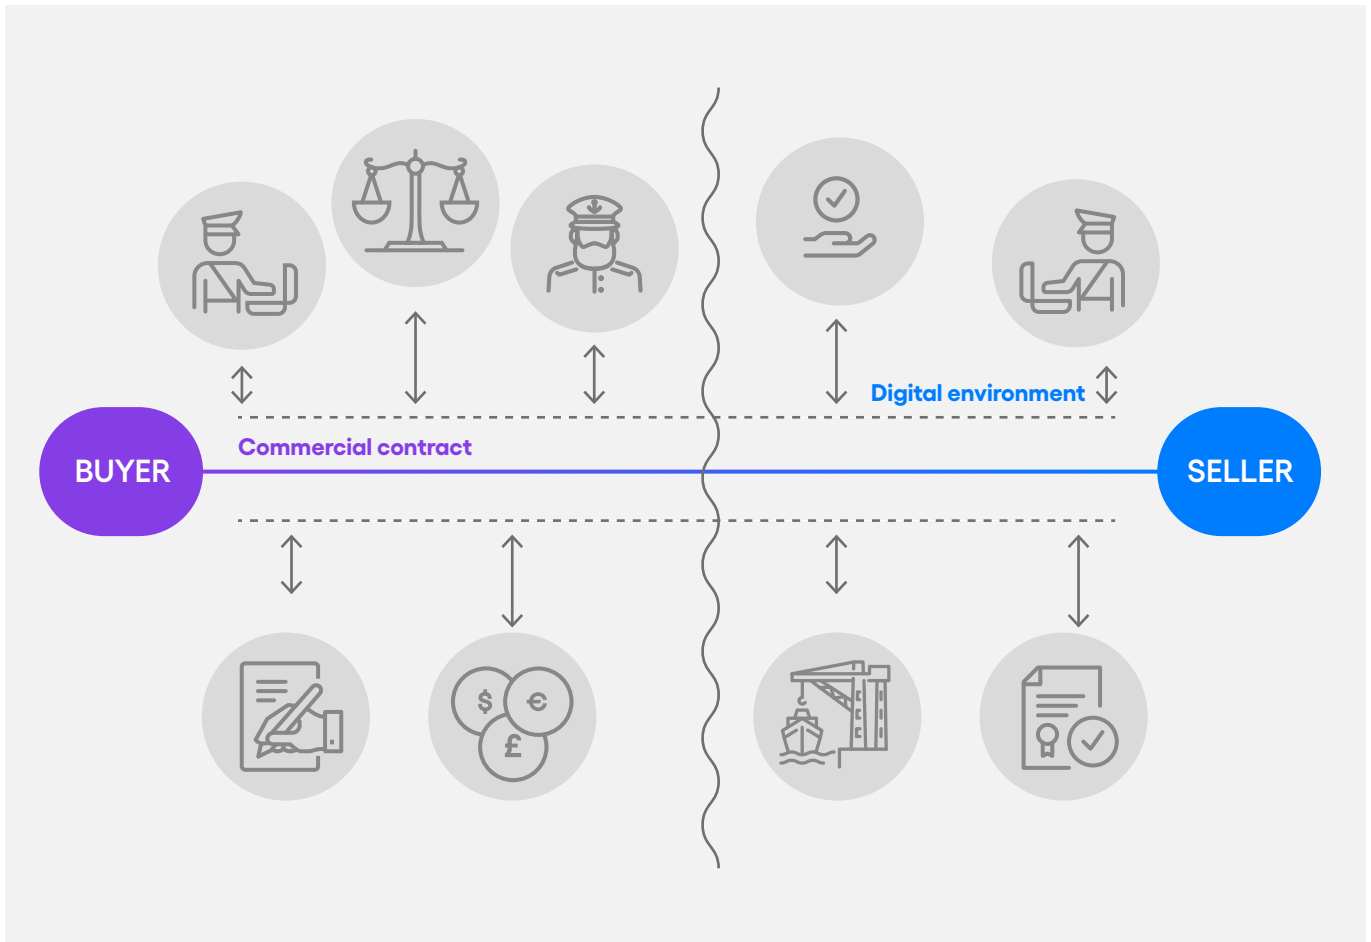 $
€
£
Digital environment
Commercial contract
BUYER
SELLER